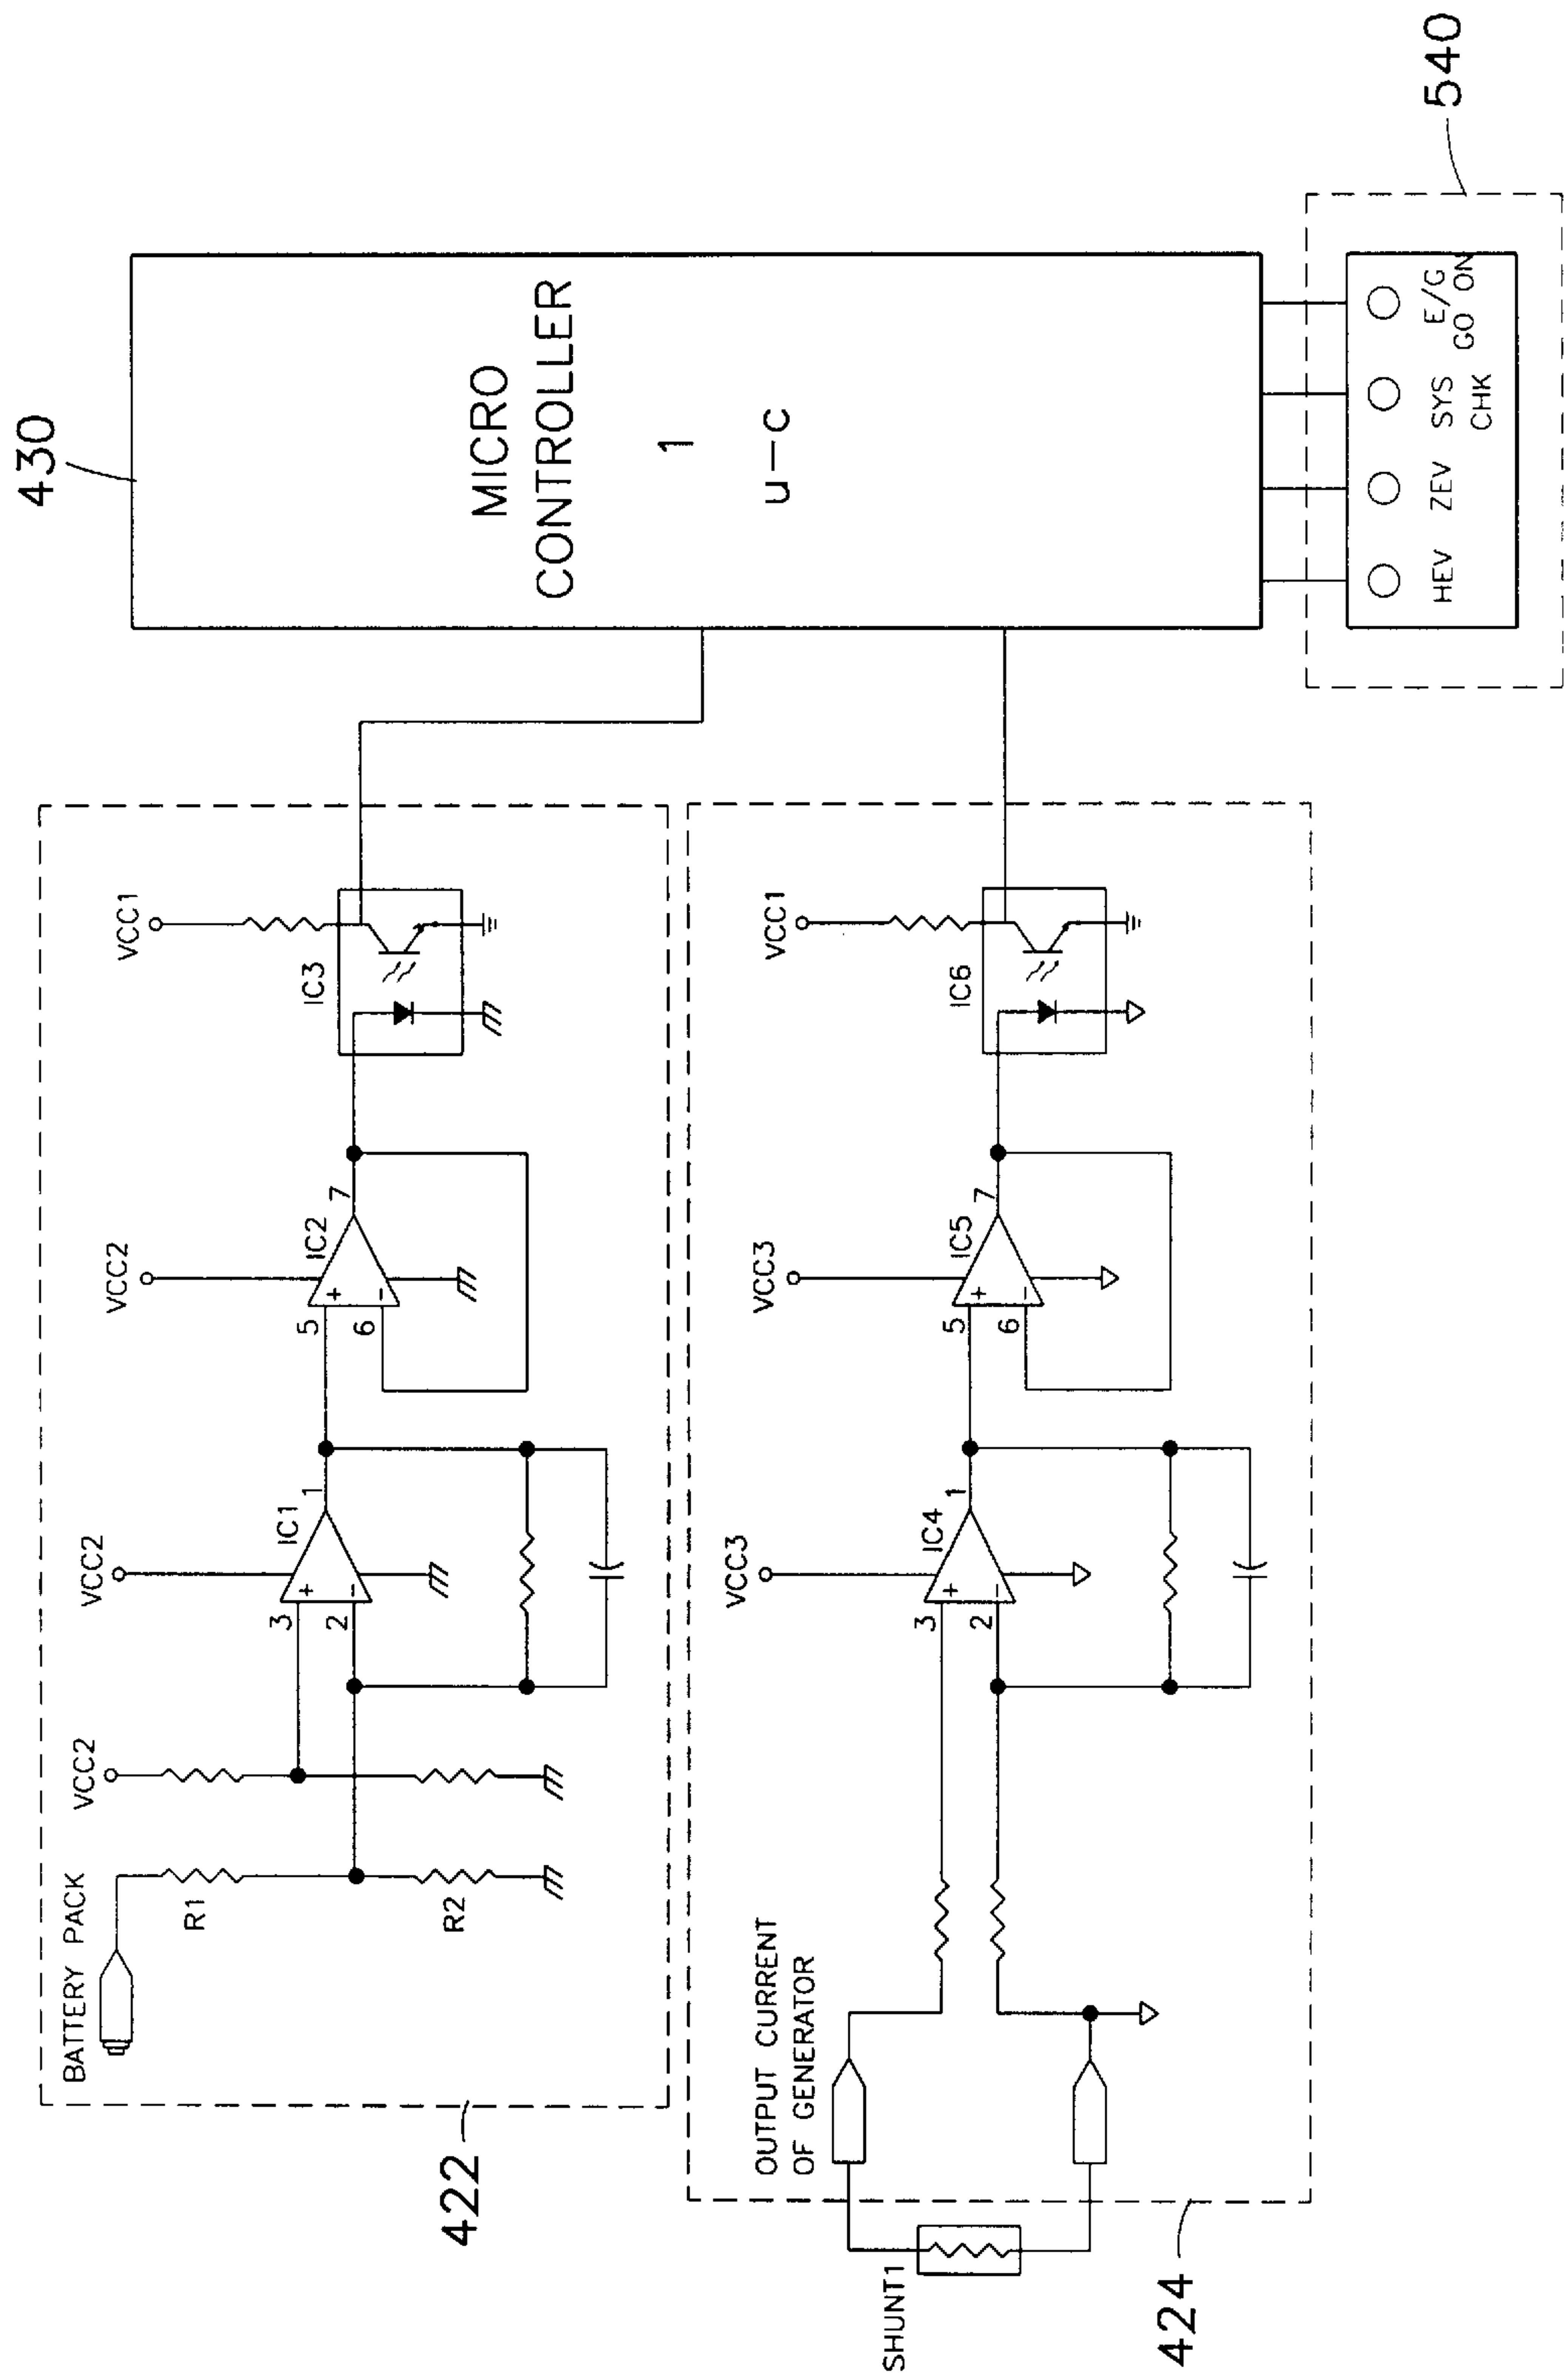 430
MICRO
CONTROLLER
1
u-c
HEV
ZEV
SYS
CHK
E/G
GO ON
540
422
BATTERY PACK
R1
R2
VCC2
3
+
2
-
VCC2
IC1
1
5
+
6
-
VCC2
IC2
7
IC3
VCC1
424
SHUNT1
OUTPUT CURRENT
OF GENERATOR
3
+
2
-
VCC3
IC4
1
5
+
6
-
VCC3
IC5
7
IC6
VCC1